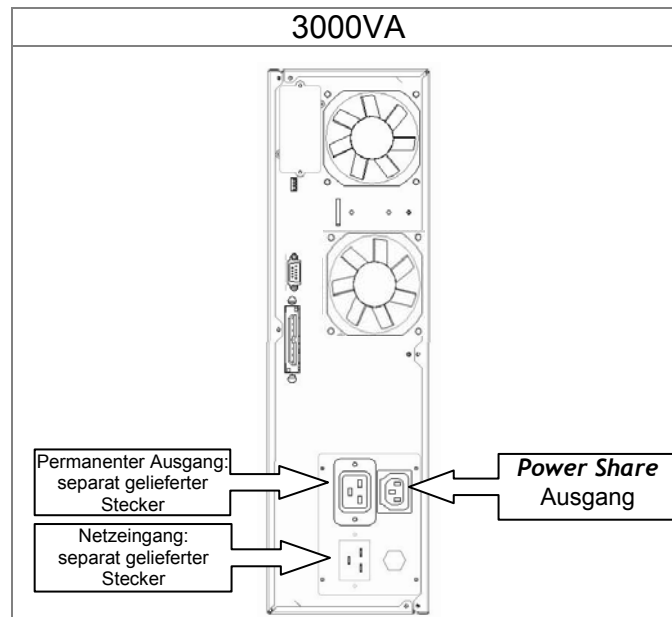 3000VA
Permanenter Ausgang:
separat gelieferter
Stecker
Power Share
Ausgang
Netzeingang:
separat gelieferter
Stecker